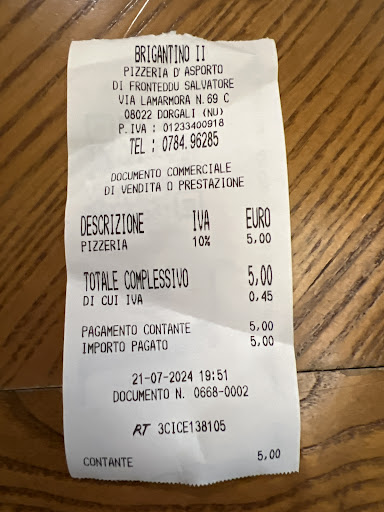 BRIGANTINO II
PIZZERIA D'ASPORTO
DI FRONTEDDU SALVATORE
VIA LAMARMORA N.69 C
08022 DORGALI (NU)
P.IVA : 01233400918
TEL : 0784.96285
DOCUMENTO COMMERCIALE
DI VENDITA O PRESTAZIONE
DESCRIZIONE IVA EURO
PIZZERIA 10% 5,00
TOTALE COMPLESSIVO 5,00
DI CUI IVA 0,45
PAGAMENTO CONTANTE 5,00
IMPORTO PAGATO 5,00
21-07-2024 19:51
DOCUMENTO N. 0668-0002
RT 3CICE138105
CONTANTE 5,00